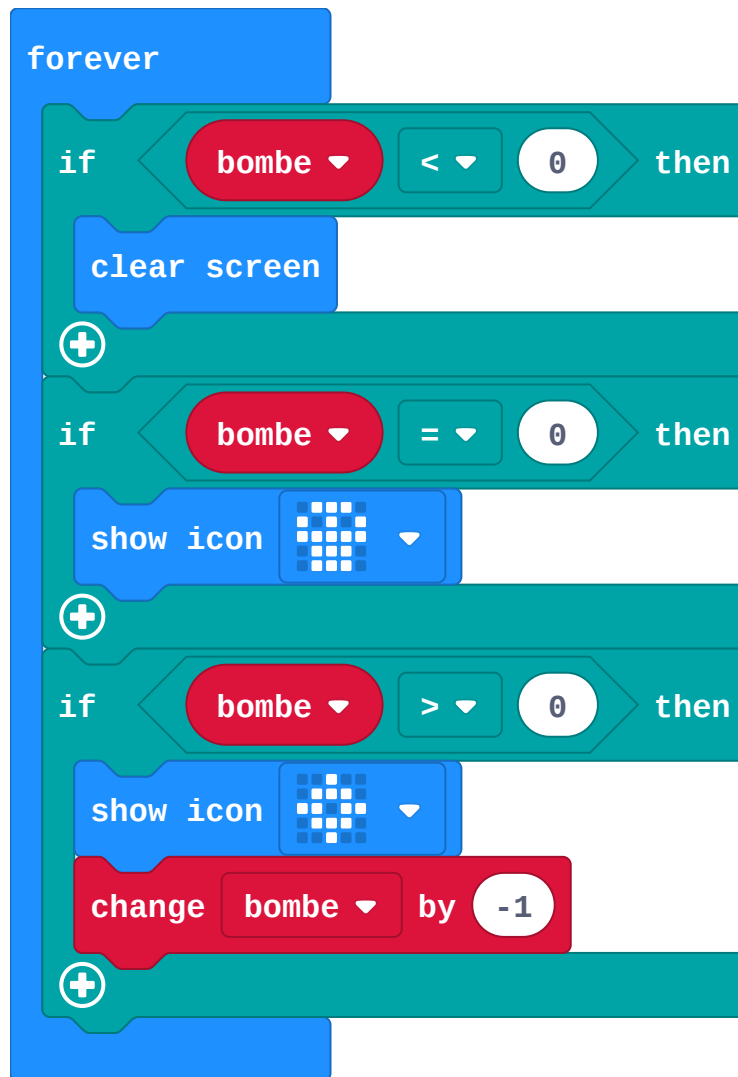 forever
if bombe < 0 then
clear screen
if bombe = 0 then
show icon
if bombe > 0 then
show icon
change bombe by -1